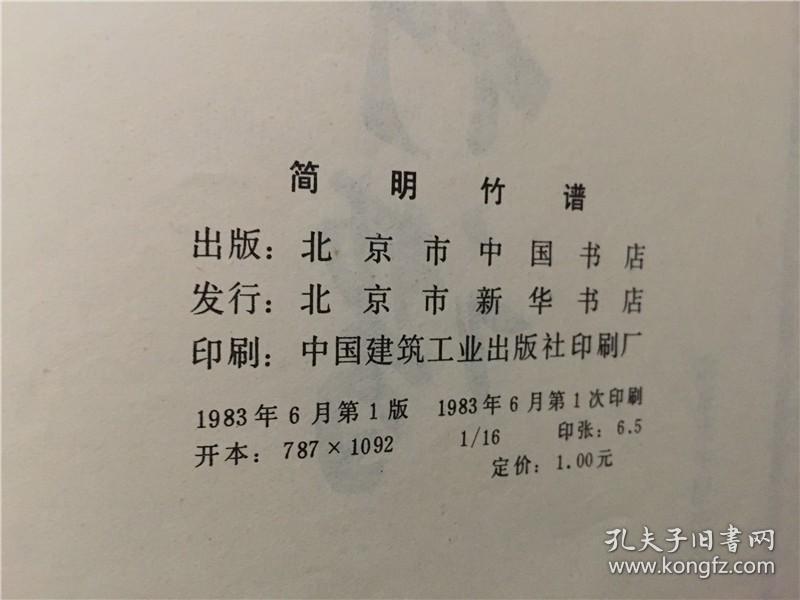 简明竹谱
出版：北京市中国书店
发行：北京市新华书店
印刷：中国建筑工业出版社印刷厂
1983年6月第1版 1983年6月第1次印刷
开本：787×1092 1/16 印张：6.5
定价：1.00元
孔夫子旧书网
www.kongfz.com